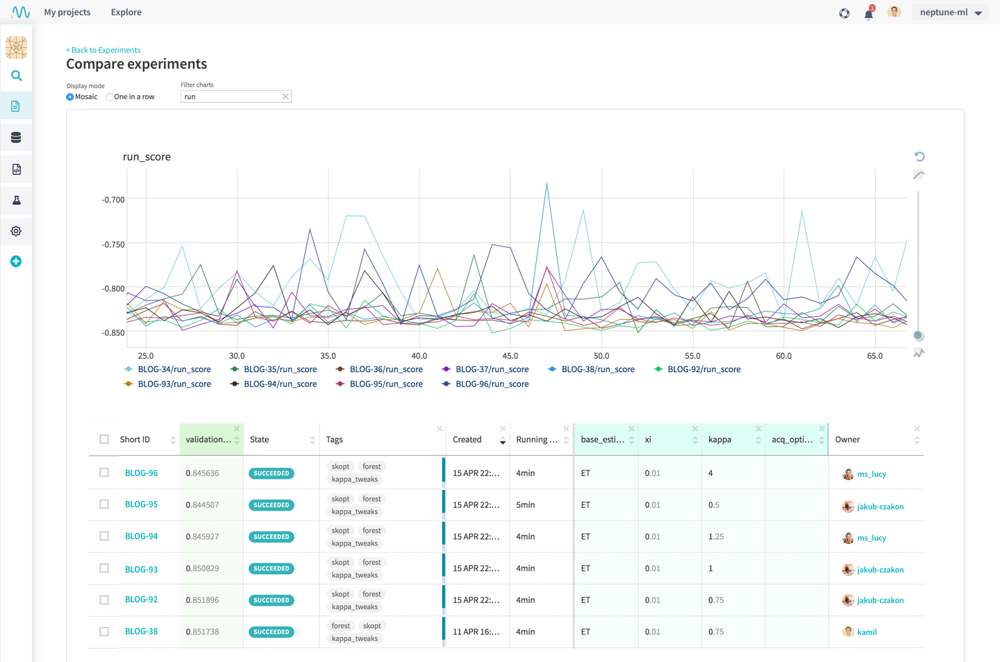 My projects Explore 3 neptune-ml
< Back to Experiments
Compare experiments
Display mode Filter charts
Mosaic One in a row run
run_score
-0.700
-0.750
-0.800
-0.850
25.0 30.0 35.0 40.0 45.0 50.0 55.0 60.0 65.0
BLOG-34/run_score BLOG-35/run_score BLOG-36/run_score BLOG-37/run_score BLOG-38/run_score BLOG-92/run_score
BLOG-93/run_score BLOG-94/run_score BLOG-95/run_score BLOG-96/run_score
Short ID validation... State Tags Created Running ... base_esti... xi kappa acq_opti... Owner
BLOG-96 0.845636 SUCCEEDED skopt forest kappa_tweaks 15 APR 22:... 4min ET 0.01 4 ms_lucy
BLOG-95 0.844507 SUCCEEDED skopt forest kappa_tweaks 15 APR 22:... 5min ET 0.01 0.5 jakub-czakon
BLOG-94 0.845927 SUCCEEDED skopt forest kappa_tweaks 15 APR 22:... 4min ET 0.01 1.25 ms_lucy
BLOG-93 0.850829 SUCCEEDED skopt forest kappa_tweaks 15 APR 22:... 4min ET 0.01 1 jakub-czakon
BLOG-92 0.851896 SUCCEEDED skopt forest kappa_tweaks 15 APR 22:... 4min ET 0.01 0.75 jakub-czakon
BLOG-38 0.851738 SUCCEEDED forest skopt kappa_tweaks 11 APR 16:... 4min ET 0.01 0.75 kamil